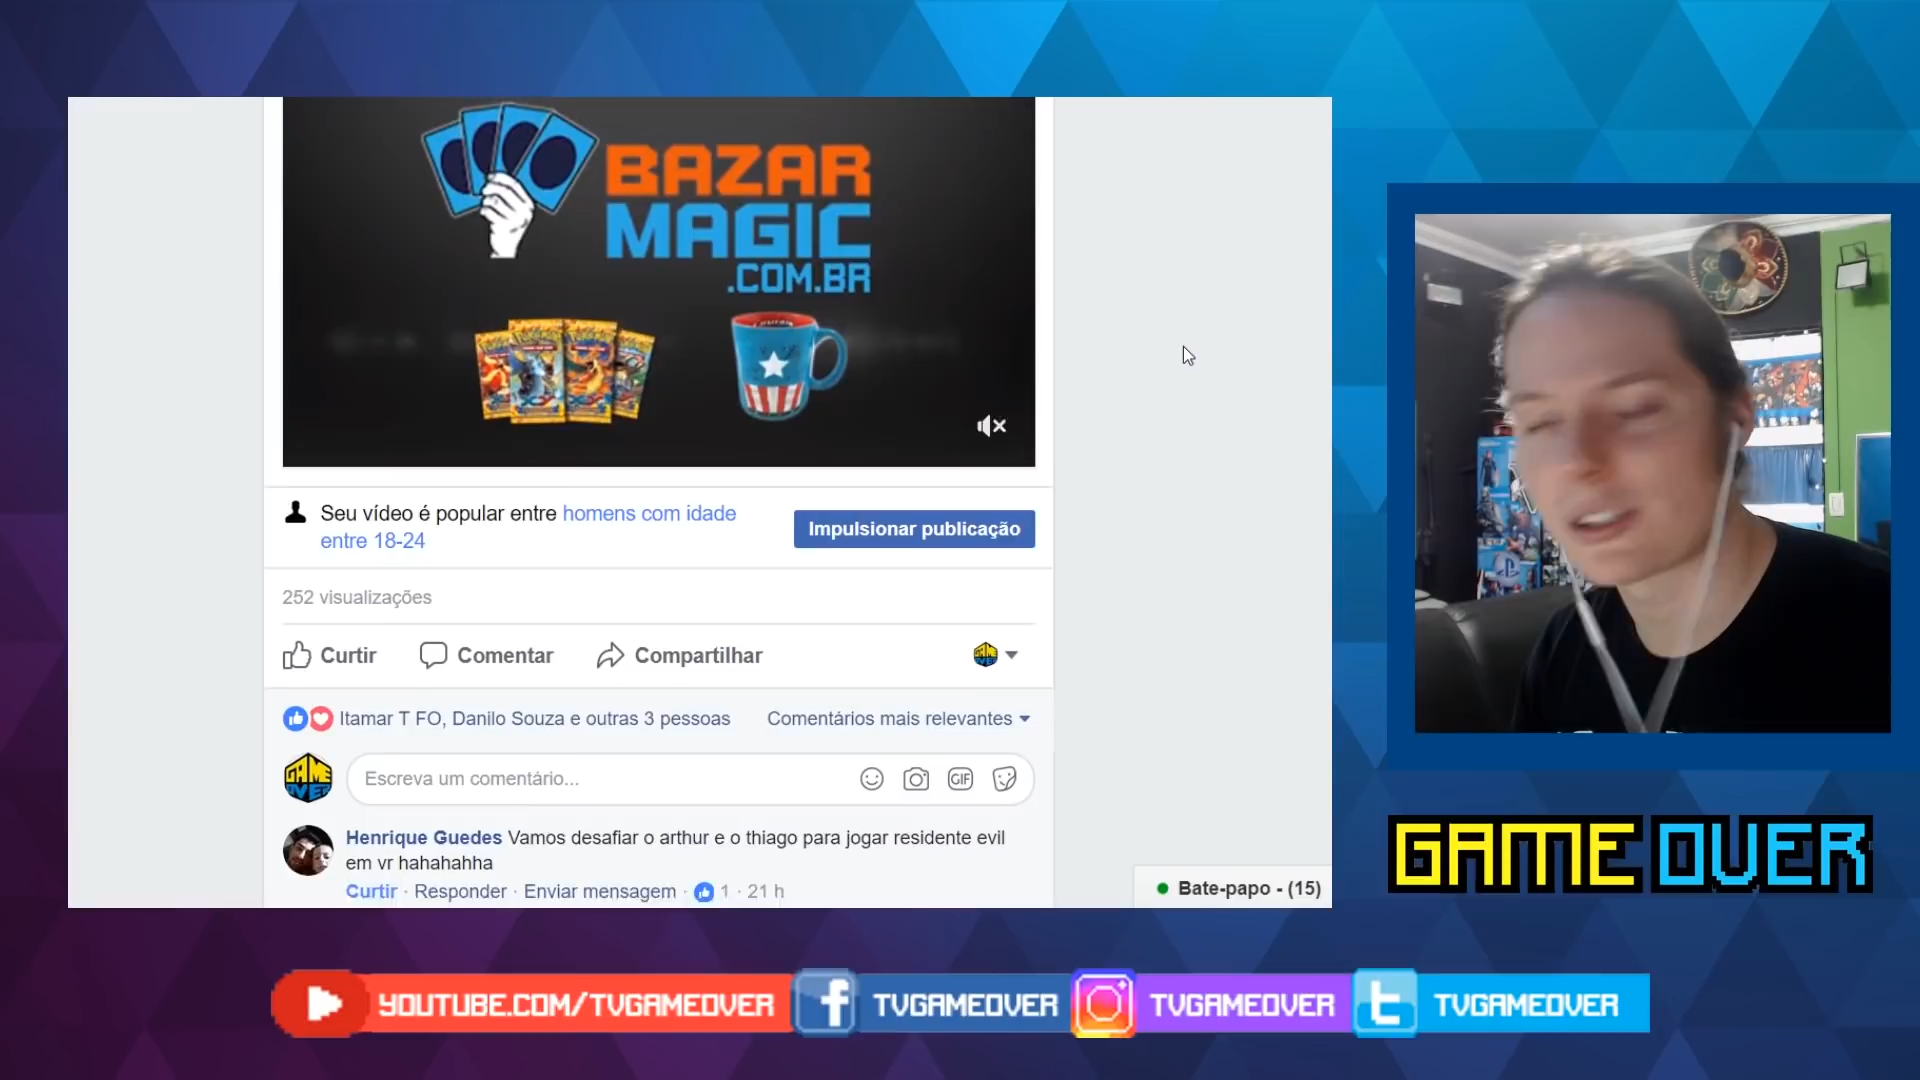 BAZAR
MAGIC
.COM.BR
Seu vídeo é popular entre homens com idade
entre 18-24
Impulsionar publicação
252 visualizações
Curtir
Comentar
Compartilhar
Itamar T FO, Danilo Souza e outras 3 pessoas
Comentários mais relevantes
GAME
OVER
Escreva um comentário...
GIF
Henrique Guedes Vamos desafiar o arthur e o thiago para jogar residente evil
em vr hahahahha
Curtir · Responder · Enviar mensagem · 1 · 21 h
Bate-papo - (15)
GAME OVER
YOUTUBE.COM/TVGAMEOVER
TVGAMEOVER
TVGAMEOVER
TVGAMEOVER